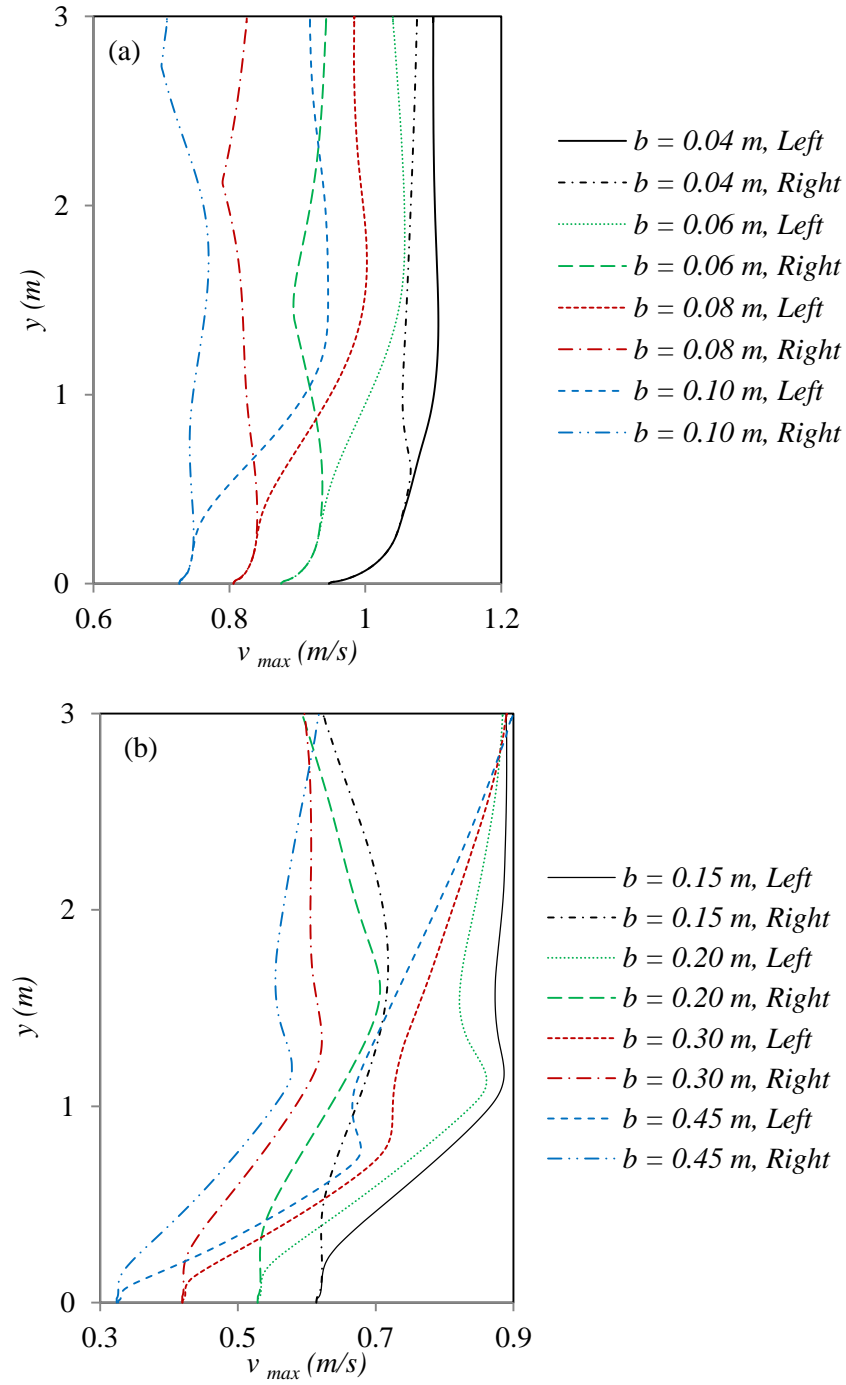 3
(a)
2
y (m)
1
0
0.6 0.8 1 1.2
v max (m/s)
b = 0.04 m, Left
b = 0.04 m, Right
b = 0.06 m, Left
b = 0.06 m, Right
b = 0.08 m, Left
b = 0.08 m, Right
b = 0.10 m, Left
b = 0.10 m, Right
3
(b)
2
y (m)
1
0
0.3 0.5 0.7 0.9
v max (m/s)
b = 0.15 m, Left
b = 0.15 m, Right
b = 0.20 m, Left
b = 0.20 m, Right
b = 0.30 m, Left
b = 0.30 m, Right
b = 0.45 m, Left
b = 0.45 m, Right